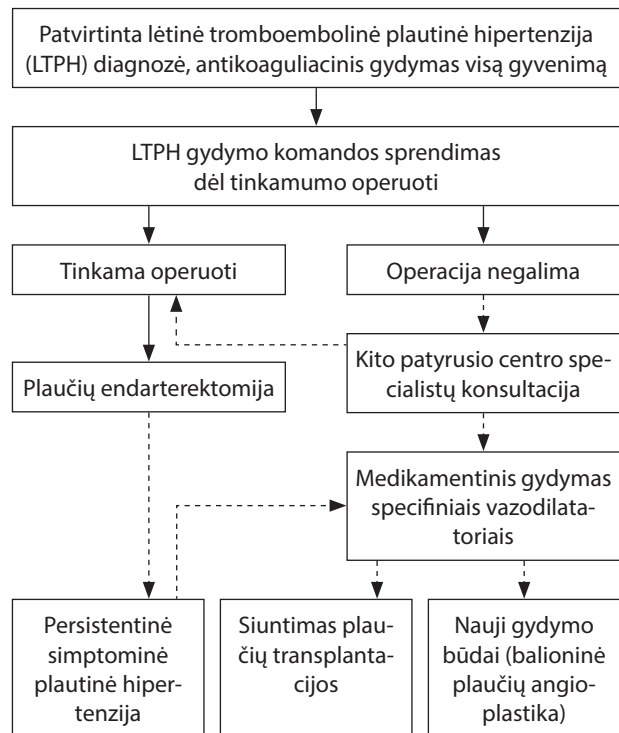 Patvirtinta lėtinė tromboembolinė plautinė hipertenzija
(LTPH) diagnozė, antikoaguliacinis gydymas visą gyvenimą
LTPH gydymo komandos sprendimas
dėl tinkamumo operuoti
Tinkama operuoti
Operacija negalima
Kito patyrusio centro spe-
cialistų konsultacija
Plaučių endarterektomija
Medikamentinis gydymas
specifiniais vazodilata-
toriais
Persistentinė
simptominė
plautinė hiper-
tenzija
Siuntimas plau-
čių transplanta-
cijos
Nauji gydymo
būdai (balioninė
plaučių angio-
plastika)